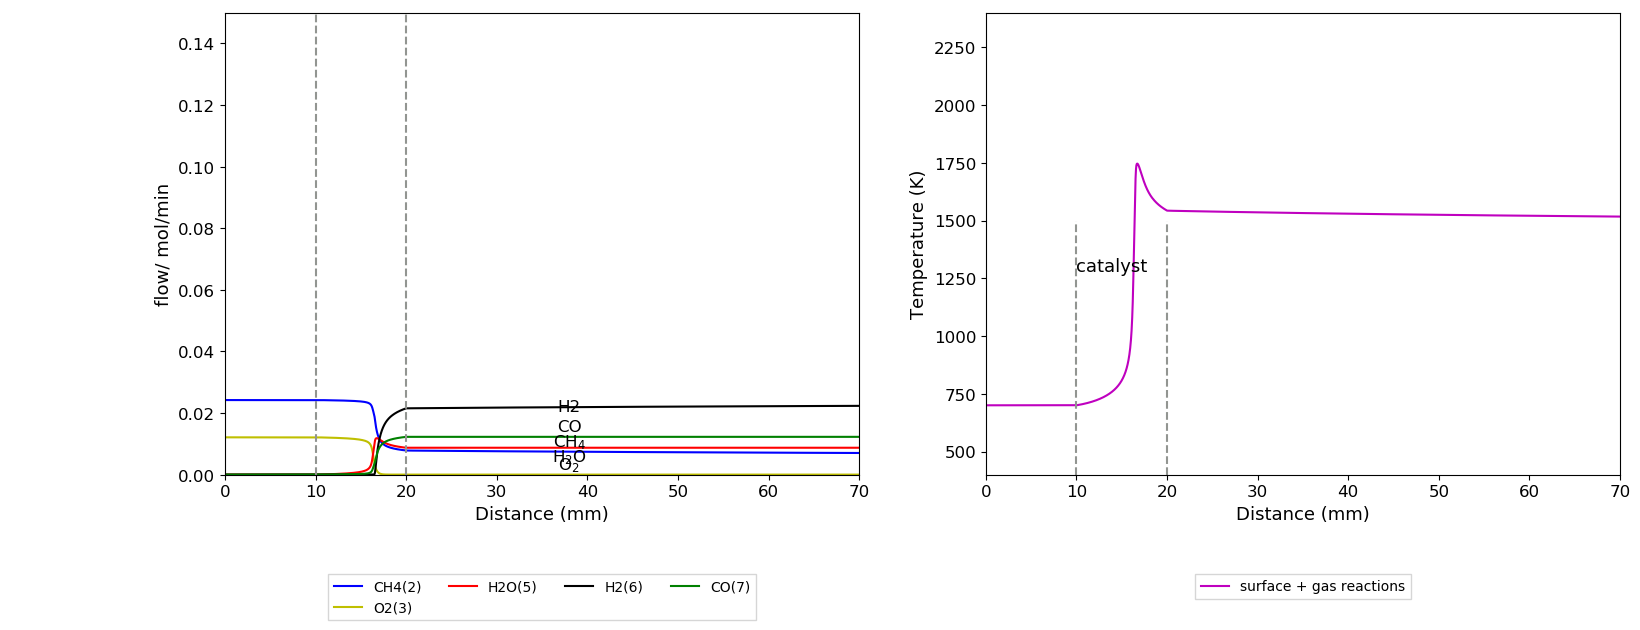 0.14
0.12
0.10
0.08
0.06
0.04
0.02
0.00
flow/ mol/min
H2
CO
CH₄
H₂O
O₂
0 10 20 30 40 50 60 70
Distance (mm)
CH4(2) H2O(5) H2(6) CO(7)
O2(3)
2250
2000
1750
1500
1250
1000
750
500
Temperature (K)
catalyst
0 10 20 30 40 50 60 70
Distance (mm)
surface + gas reactions